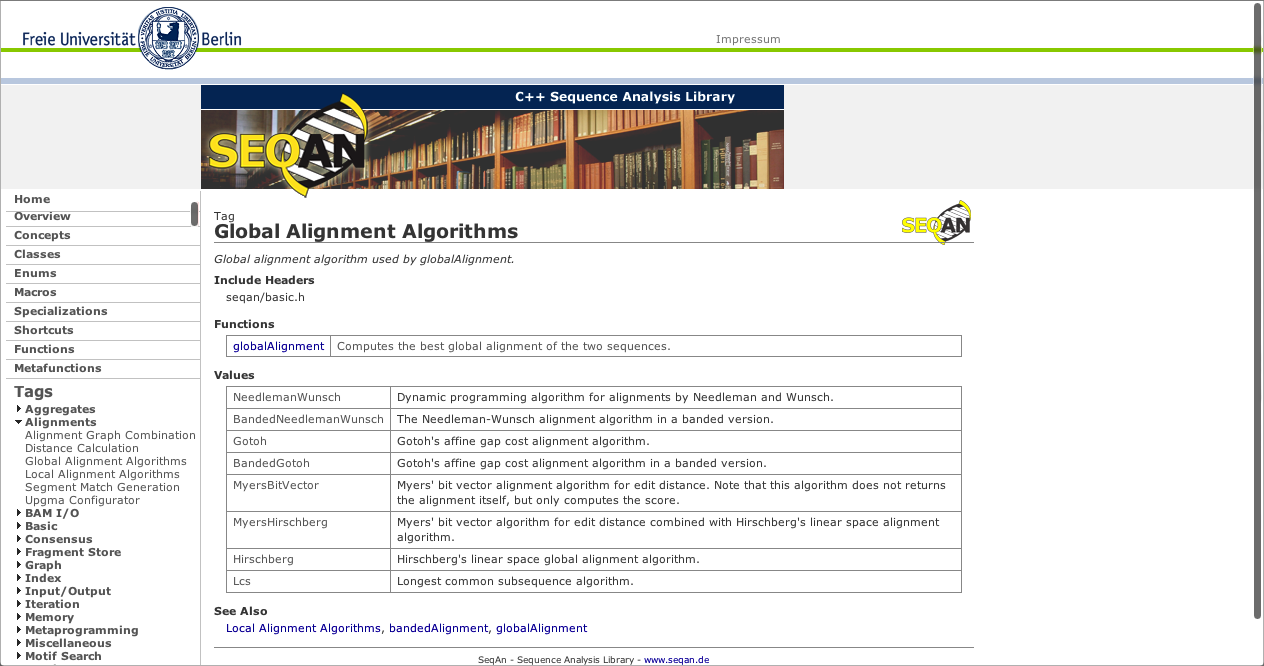 Freie Universität Berlin
Impressum
C++ Sequence Analysis Library
SEQAN
Home
Overview
Concepts
Classes
Enums
Macros
Specializations
Shortcuts
Functions
Metafunctions
Tags
Aggregates
Alignments
Alignment Graph Combination
Distance Calculation
Global Alignment Algorithms
Local Alignment Algorithms
Segment Match Generation
Upgma Configurator
BAM I/O
Basic
Consensus
Fragment Store
Graph
Index
Input/Output
Iteration
Memory
Metaprogramming
Miscellaneous
Motif Search
Tag
Global Alignment Algorithms
SEQAN
Global alignment algorithm used by globalAlignment.
Include Headers
seqan/basic.h
Functions
globalAlignment Computes the best global alignment of the two sequences.
Values
NeedlemanWunsch Dynamic programming algorithm for alignments by Needleman and Wunsch.
BandedNeedlemanWunsch The Needleman-Wunsch alignment algorithm in a banded version.
Gotoh Gotoh's affine gap cost alignment algorithm.
BandedGotoh Gotoh's affine gap cost alignment algorithm in a banded version.
MyersBitVector Myers' bit vector alignment algorithm for edit distance. Note that this algorithm does not returns
the alignment itself, but only computes the score.
MyersHirschberg Myers' bit vector algorithm for edit distance combined with Hirschberg's linear space alignment
algorithm.
Hirschberg Hirschberg's linear space global alignment algorithm.
Lcs Longest common subsequence algorithm.
See Also
Local Alignment Algorithms, bandedAlignment, globalAlignment
SeqAn - Sequence Analysis Library - www.seqan.de